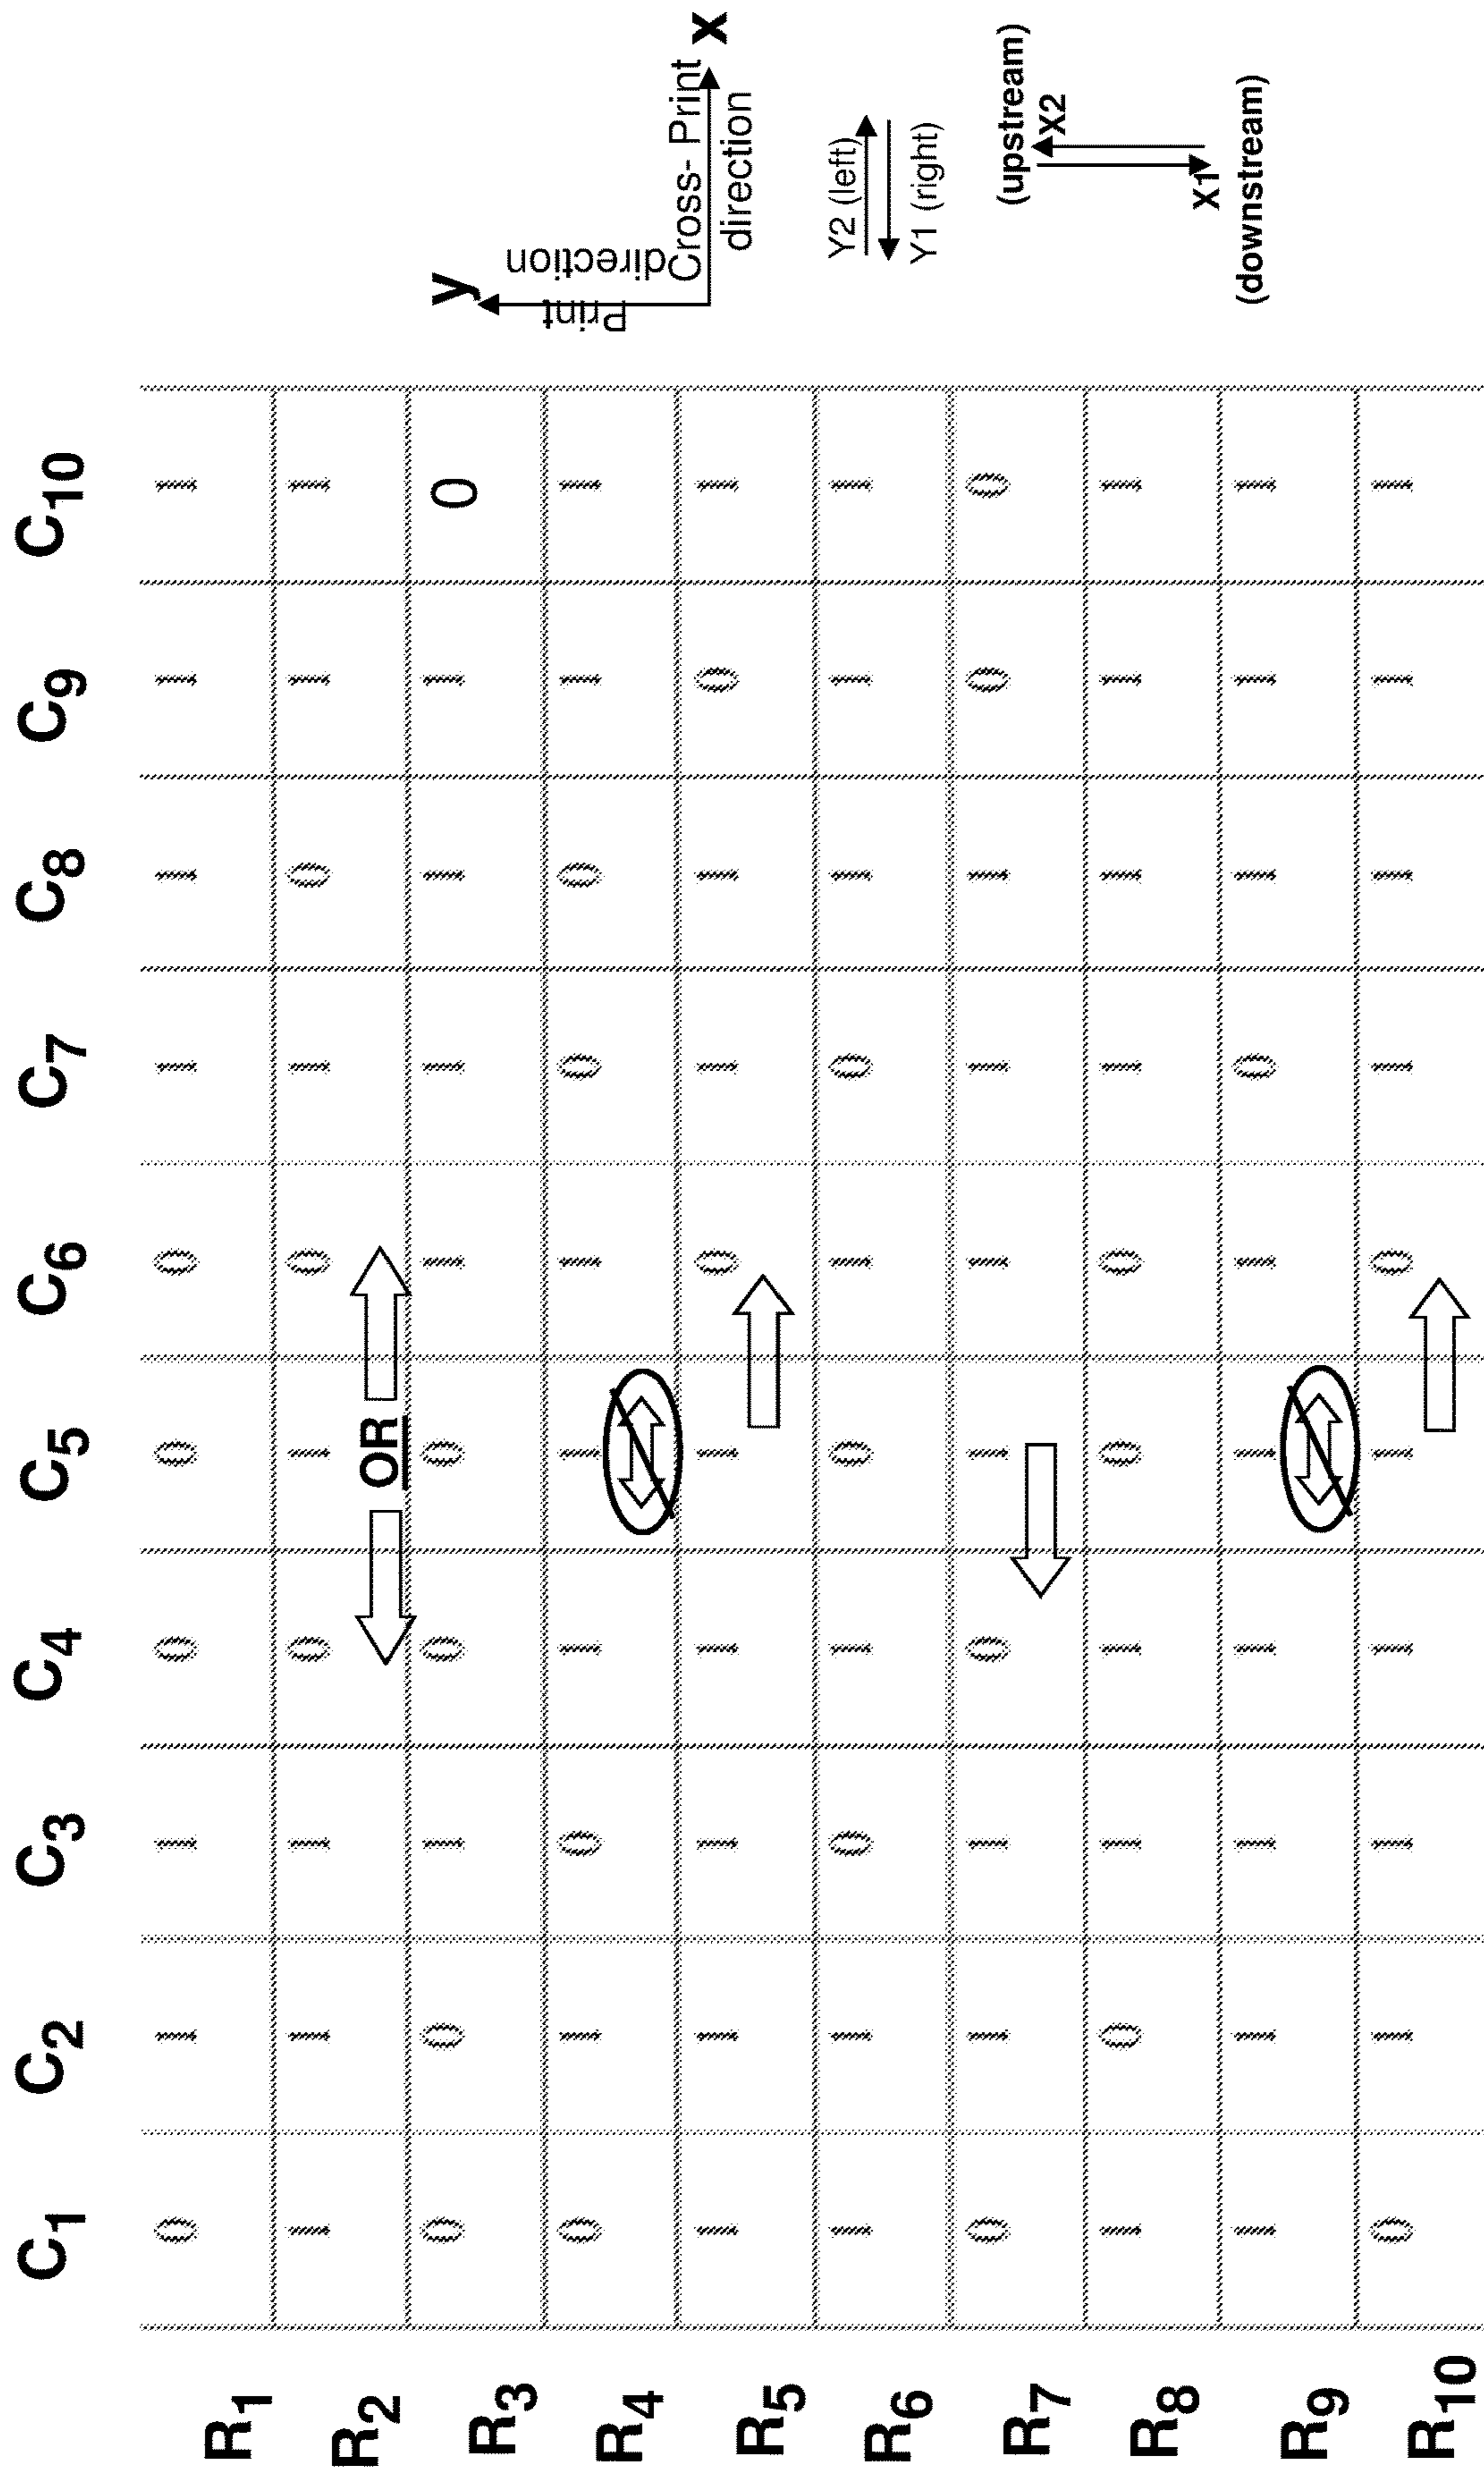 C1 C2 C3 C4 C5 C6 C7 C8 C9 C10
R1 0 1 1 0 0 0 1 1 1 1
R2 1 1 1 0 1 0 1 0 1 1
OR
R3 0 0 1 0 0 1 1 1 1 0
R4 0 1 0 1 1 1 0 0 1 1
R5 1 1 1 1 1 0 1 1 0 1
R6 1 1 0 1 0 1 0 1 1 1
R7 0 1 1 0 1 1 1 1 0 0
R8 1 0 1 1 0 0 1 1 1 1
R9 1 1 1 1 1 1 0 1 1 1
R10 0 1 1 1 1 0 1 1 1 1
y
Print
direction
Cross- Print
direction
x
Y2 (left)
Y1 (right)
(upstream)
X2
X1
(downstream)